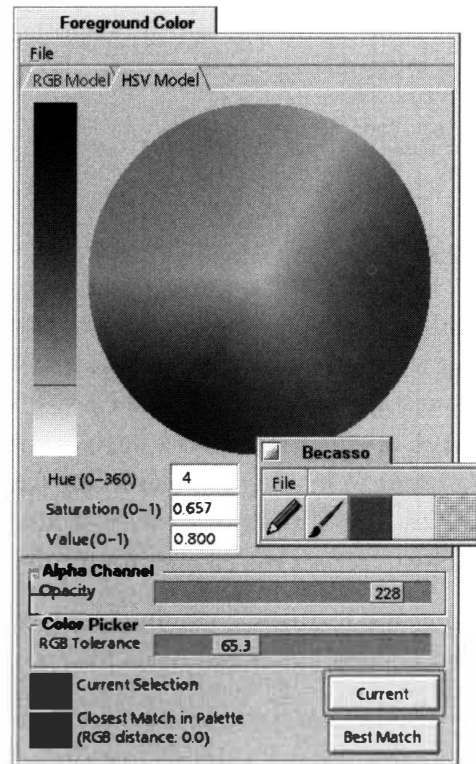 Foreground Color
File
RGB Model HSV Model
Hue (0–360) 4
Saturation (0–1) 0.657
Value(0–1) 0.800
Becasso
File
Alpha Channel
Opacity 228
Color Picker
RGB Tolerance 65.3
Current Selection
Current
Closest Match in Palette
(RGB distance: 0.0)
Best Match